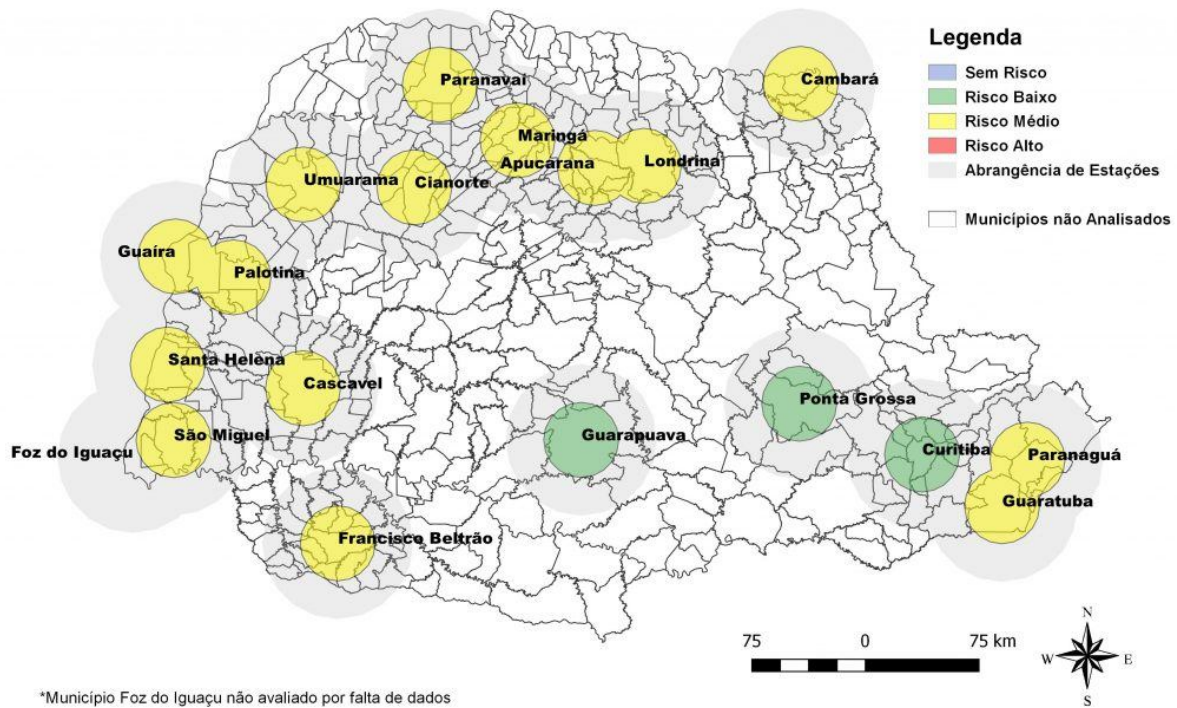 Legenda
Sem Risco
Risco Baixo
Risco Médio
Risco Alto
Abrangência de Estações
Municípios não Analisados
Paranavaí
Cambará
Maringá
Apucarana
Londrina
Umuarama
Cianorte
Guaíra
Palotina
Santa Helena
Cascavel
Ponta Grossa
São Miguel
Guarapuava
Foz do Iguaçu
Curitiba
Paranaguá
Guaratuba
Francisco Beltrão
75 0 75 km
N
W E
S
*Município Foz do Iguaçu não avaliado por falta de dados